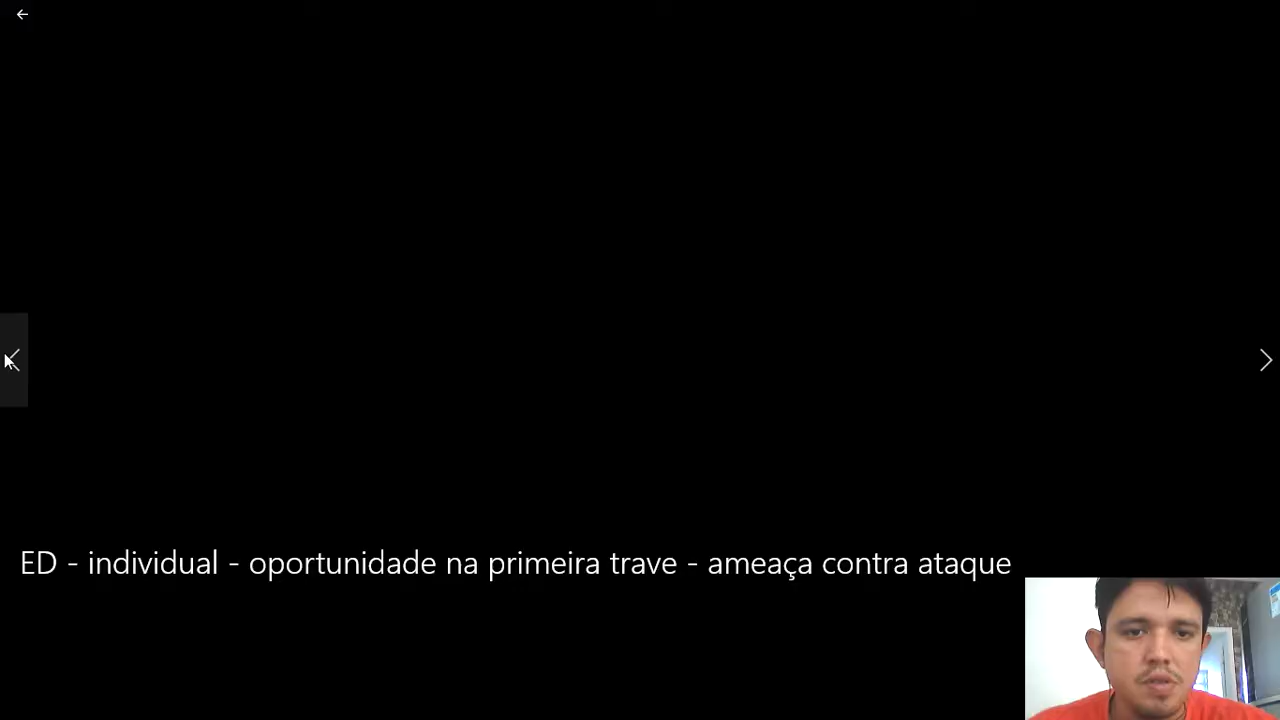 ED - individual - oportunidade na primeira trave - ameaça contra ataque